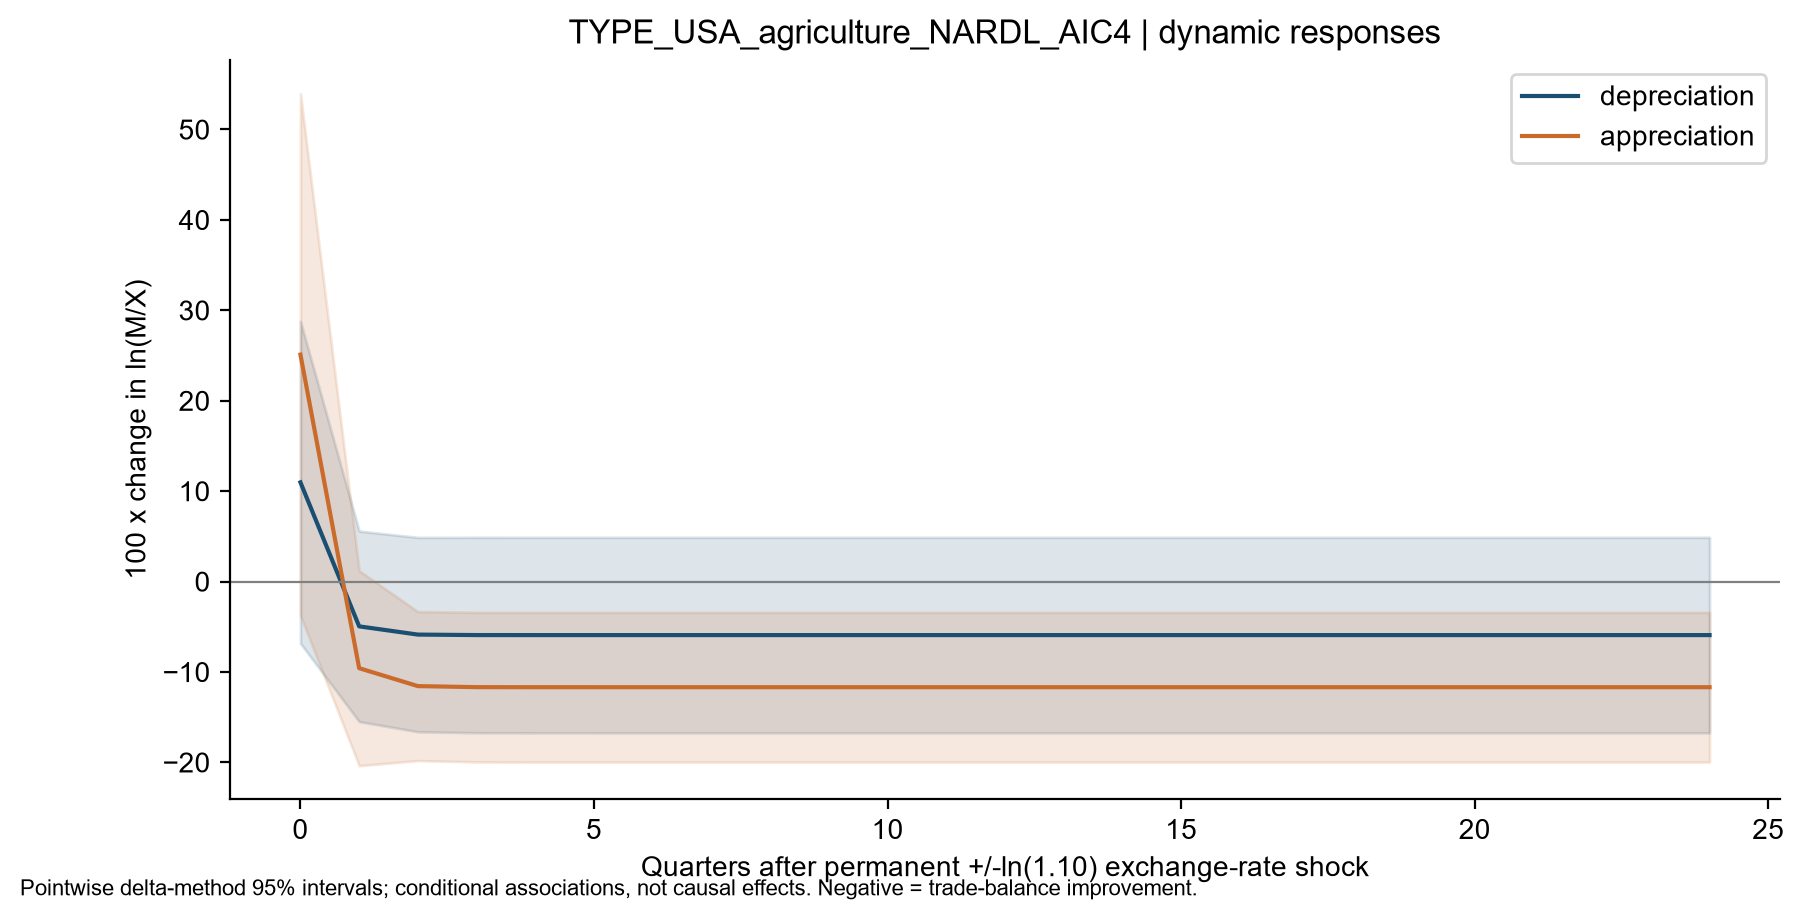 TYPE_USA_agriculture_NARDL_AIC4 | dynamic responses
depreciation
appreciation
100 x change in ln(M/X)
50
40
30
20
10
0
−10
−20
0 5 10 15 20 25
Quarters after permanent +/-ln(1.10) exchange-rate shock
Pointwise delta-method 95% intervals; conditional associations, not causal effects. Negative = trade-balance improvement.